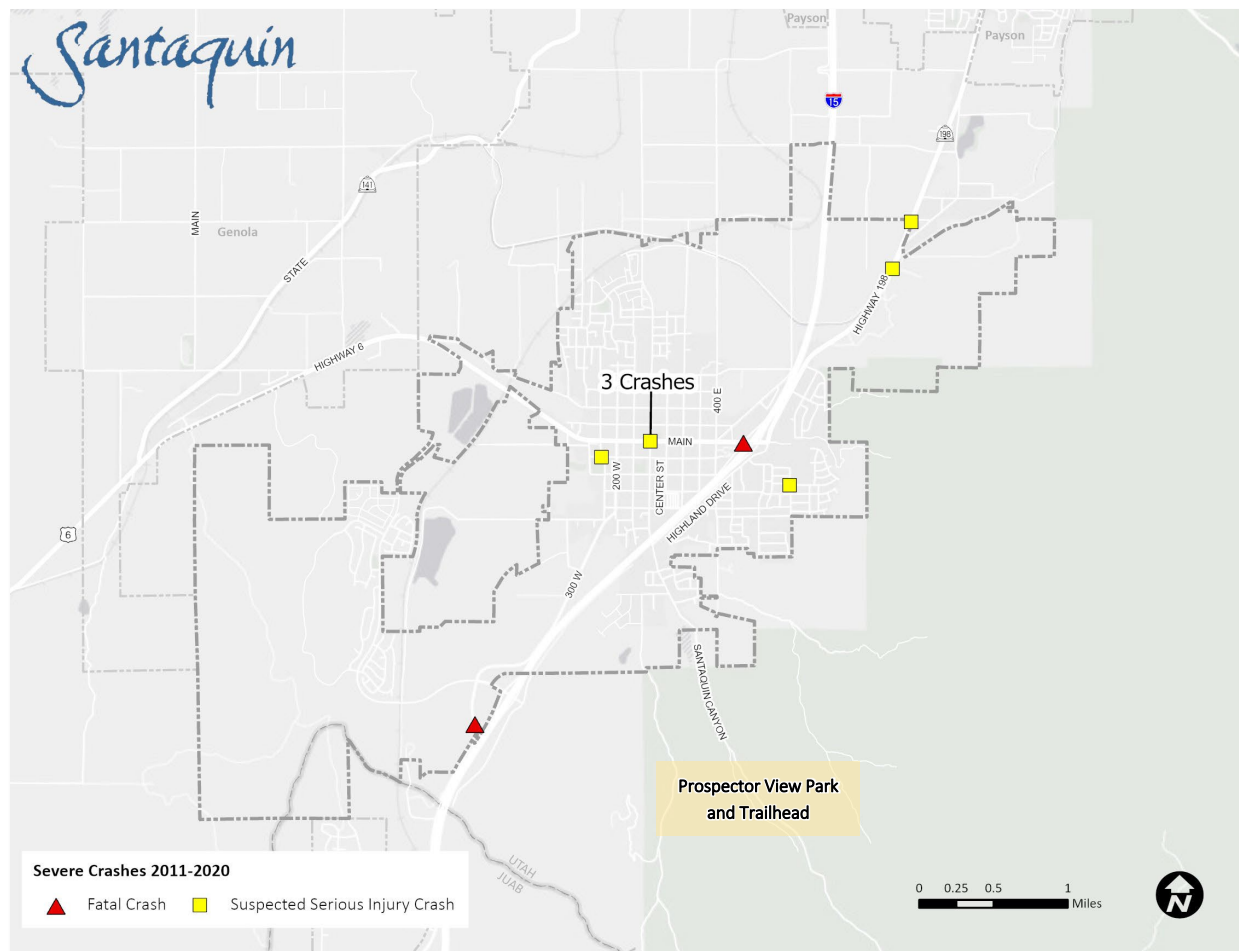 Santaquin
Payson
Payson
15
198
141
MAIN
Genola
STATE
HIGHWAY 198
HIGHWAY 6
3 Crashes
400 E
MAIN
200 W
CENTER ST
HIGHLAND DRIVE
6
300 W
SANTAQUIN CANYON
Prospector View Park
and Trailhead
UTAH
JUAB
Severe Crashes 2011-2020
Fatal Crash
Suspected Serious Injury Crash
0 0.25 0.5 1
Miles
N